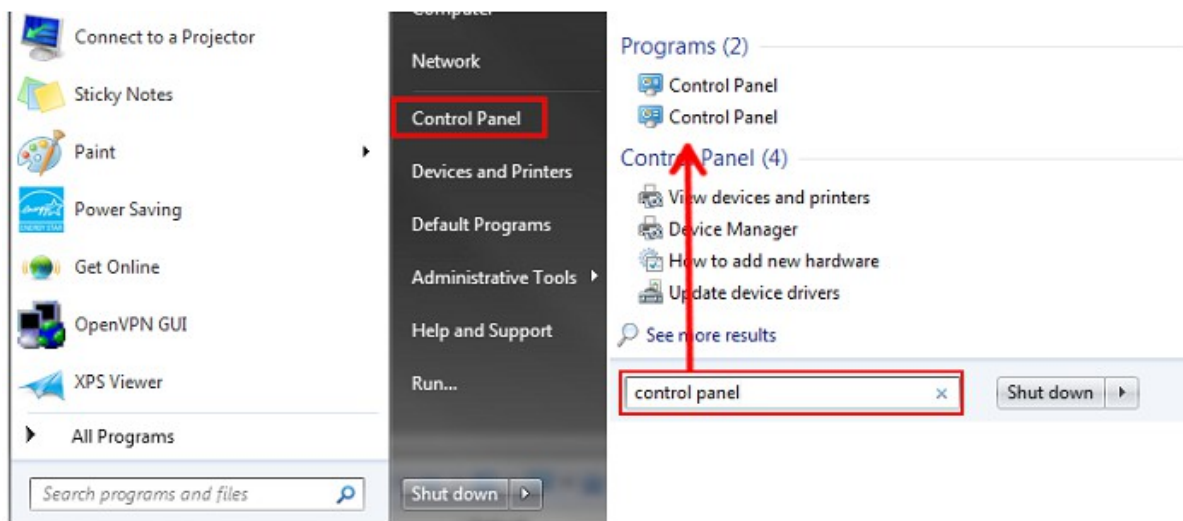 Connect to a Projector
Sticky Notes
Paint
Power Saving
ENERGY STAR
Get Online
OpenVPN GUI
XPS Viewer
All Programs
Search programs and files
Computer
Network
Control Panel
Devices and Printers
Default Programs
Administrative Tools
Help and Support
Run...
Shut down
Programs (2)
Control Panel
Control Panel
Control Panel (4)
View devices and printers
Device Manager
How to add new hardware
Update device drivers
See more results
control panel
Shut down